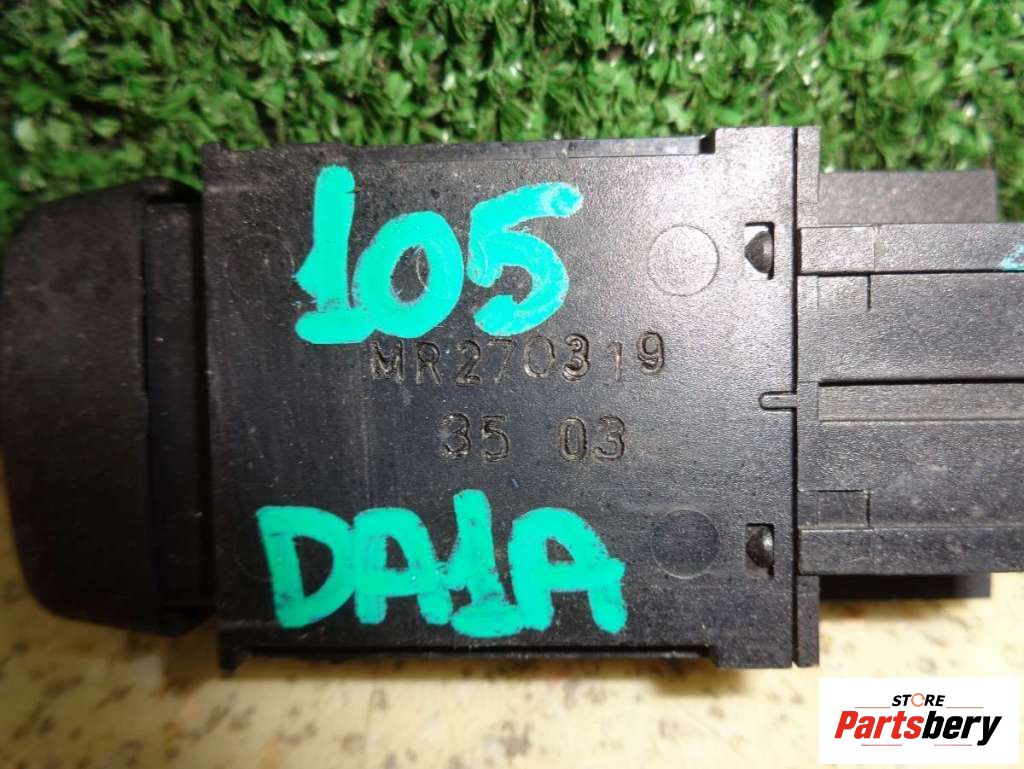 105
MR270319
35 03
DA1A
STORE
Partsbery